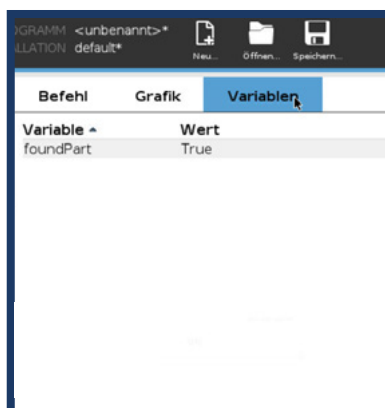 <unbenannt>*
default*
Neu... Öffnen... Speichern...
Befehl Grafik Variablen
Variable Wert
foundPart True